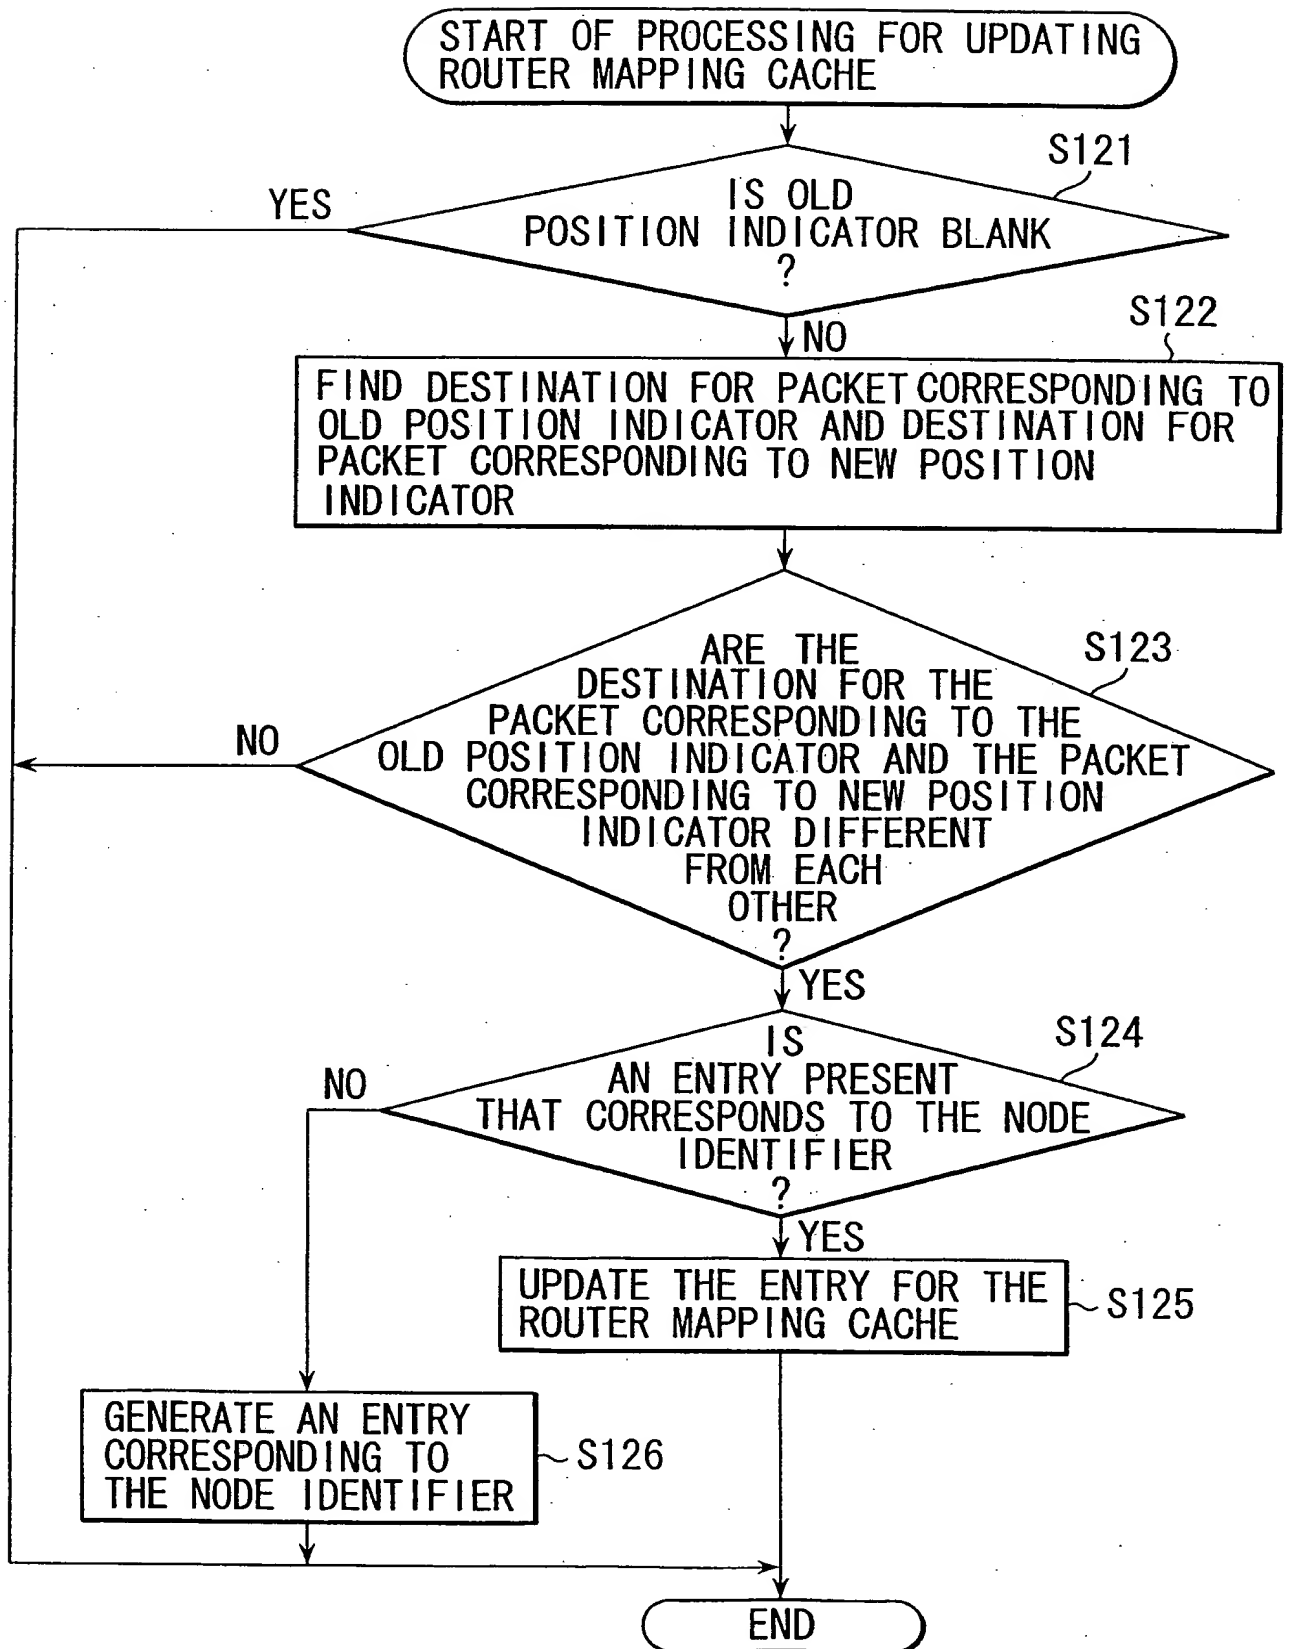 START OF PROCESSING FOR UPDATING
ROUTER MAPPING CACHE
S121
YES
IS OLD
POSITION INDICATOR BLANK
?
S122
NO
FIND DESTINATION FOR PACKET CORRESPONDING TO
OLD POSITION INDICATOR AND DESTINATION FOR
PACKET CORRESPONDING TO NEW POSITION
INDICATOR
S123
ARE THE
DESTINATION FOR THE
PACKET CORRESPONDING TO THE
NO
OLD POSITION INDICATOR AND THE PACKET
CORRESPONDING TO NEW POSITION
INDICATOR DIFFERENT
FROM EACH
OTHER
?
YES
S124
IS
AN ENTRY PRESENT
NO
THAT CORRESPONDS TO THE NODE
IDENTIFIER
?
YES
UPDATE THE ENTRY FOR THE
ROUTER MAPPING CACHE
S125
GENERATE AN ENTRY
CORRESPONDING TO
THE NODE IDENTIFIER
S126
END